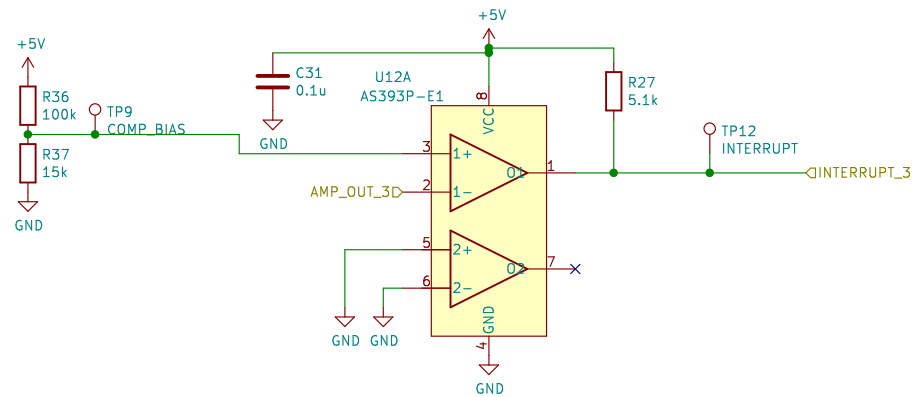 +5V
+5V
R36
100k
TP9
COMP_BIAS
R37
15k
GND
C31
0.1u
GND
U12A
AS393P-E1
8
VCC
R27
5.1k
3
1+
2
1-
AMP_OUT_3
O1
1
TP12
INTERRUPT
INTERRUPT_3
5
2+
6
2-
O2
7
GND
GND
GND
4
GND